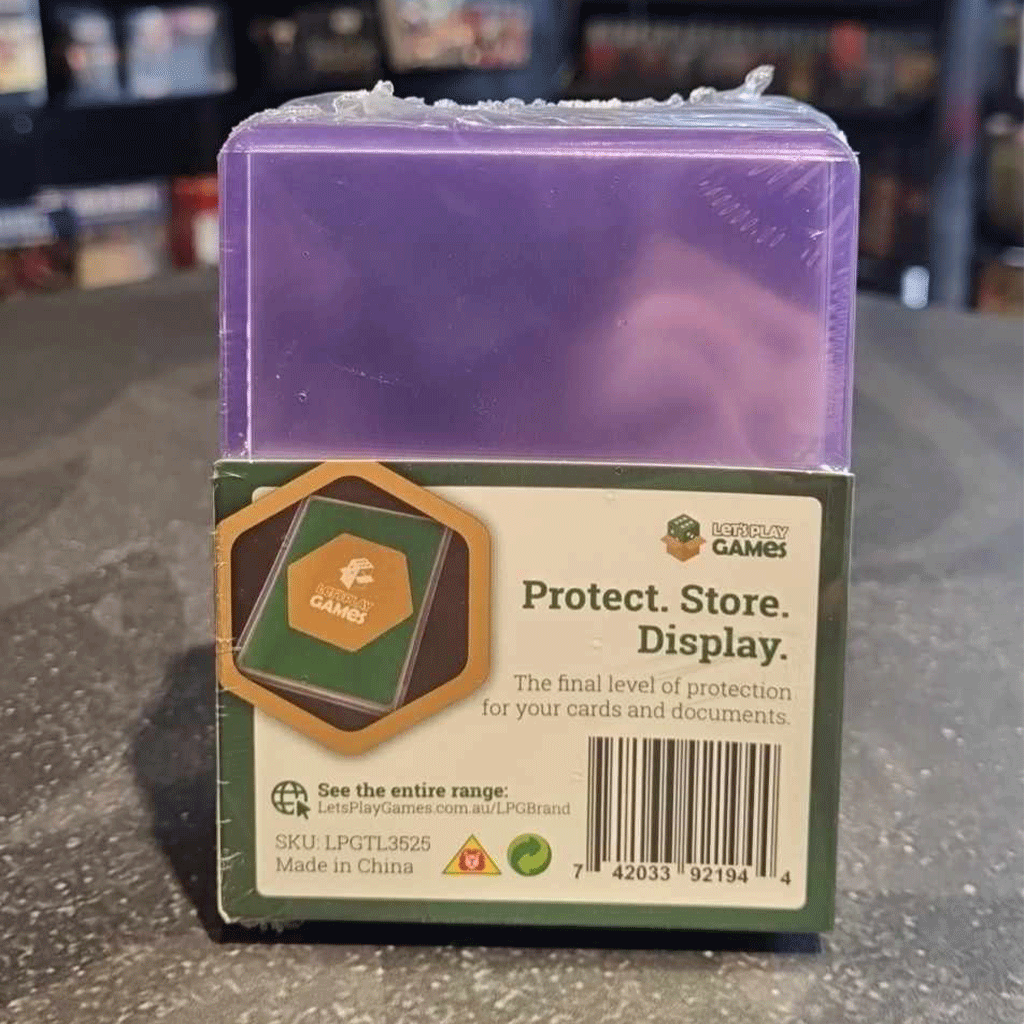 LET'S PLAY
GAMES
LET'S PLAY
GAMES
Protect. Store.
Display.
The final level of protection
for your cards and documents.
See the entire range:
LetsPlayGames.com.au/LPGBrand
SKU: LPGTL3525
Made in China
7 42033 92194 4